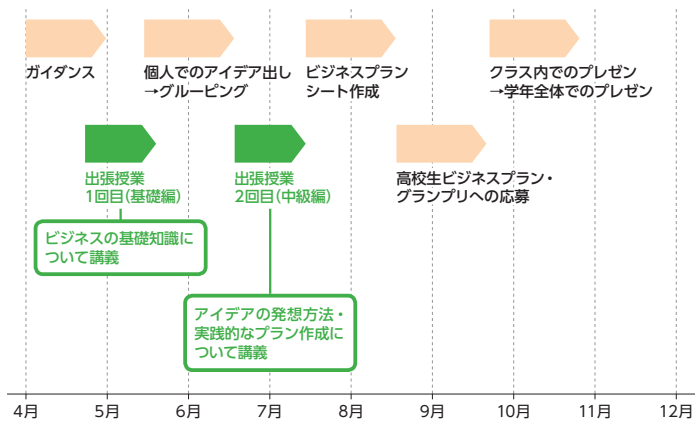 ガイダンス
個人でのアイデア出し
→グルーピング
ビジネスプラン
シート作成
クラス内でのプレゼン
→学年全体でのプレゼン
出張授業
1回目(基礎編)
出張授業
2回目(中級編)
高校生ビジネスプラン・
グランプリへの応募
ビジネスの基礎知識に
ついて講義
アイデアの発想方法・
実践的なプラン作成に
ついて講義
4月 5月 6月 7月 8月 9月 10月 11月 12月